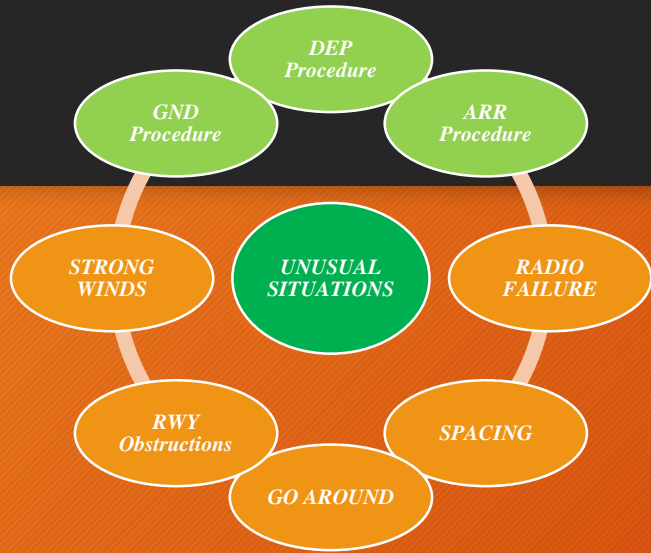 DEP
Procedure
GND
Procedure
ARR
Procedure
STRONG
WINDS
UNUSUAL
SITUATIONS
RADIO
FAILURE
RWY
Obstructions
SPACING
GO AROUND